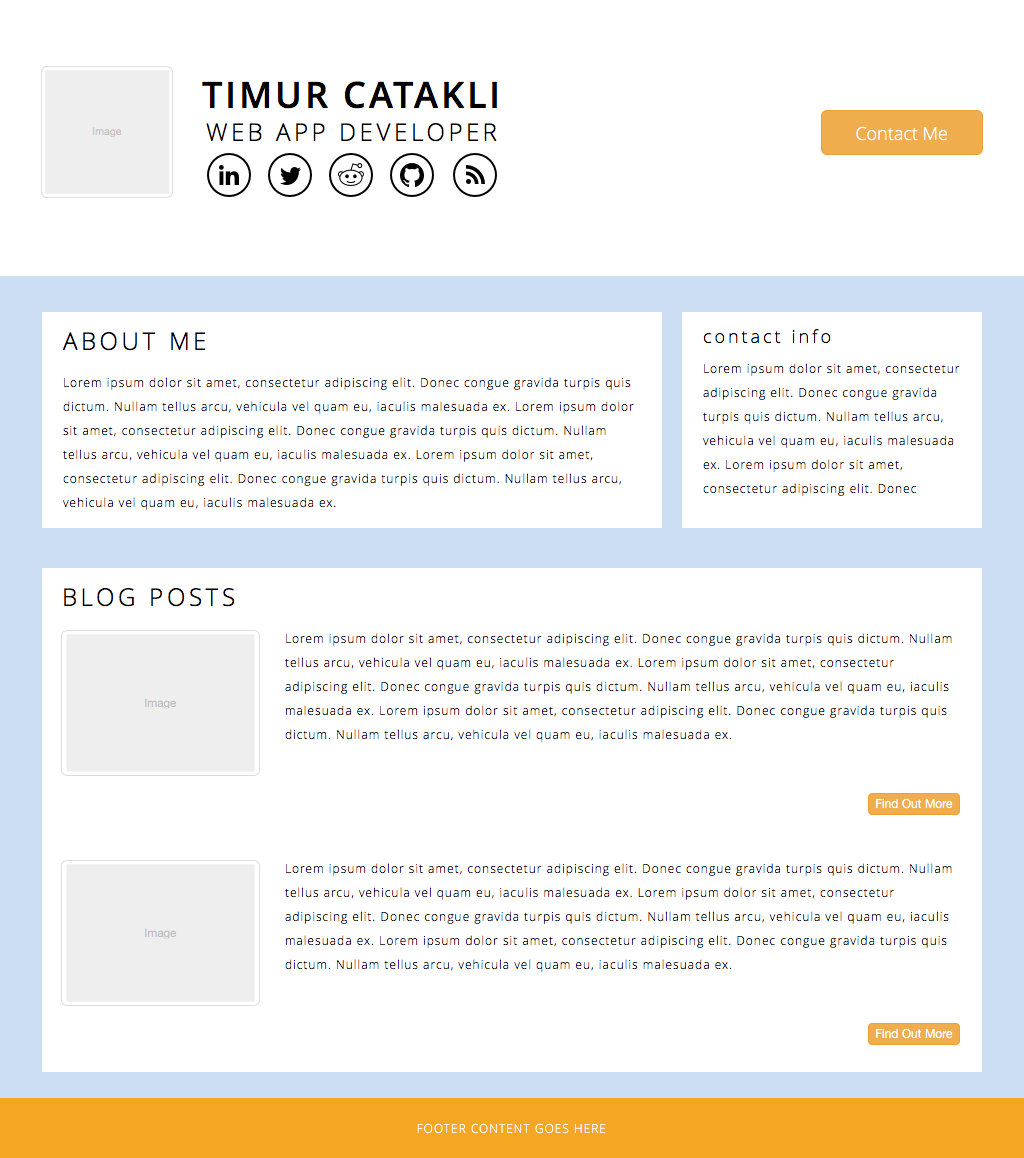 Image
TIMUR CATAKLI
WEB APP DEVELOPER
in
Contact Me
ABOUT ME
Lorem ipsum dolor sit amet, consectetur adipiscing elit. Donec congue gravida turpis quis
dictum. Nullam tellus arcu, vehicula vel quam eu, iaculis malesuada ex. Lorem ipsum dolor
sit amet, consectetur adipiscing elit. Donec congue gravida turpis quis dictum. Nullam
tellus arcu, vehicula vel quam eu, iaculis malesuada ex. Lorem ipsum dolor sit amet,
consectetur adipiscing elit. Donec congue gravida turpis quis dictum. Nullam tellus arcu,
vehicula vel quam eu, iaculis malesuada ex.
contact info
Lorem ipsum dolor sit amet, consectetur
adipiscing elit. Donec congue gravida
turpis quis dictum. Nullam tellus arcu,
vehicula vel quam eu, iaculis malesuada
ex. Lorem ipsum dolor sit amet,
consectetur adipiscing elit. Donec
BLOG POSTS
Image
Lorem ipsum dolor sit amet, consectetur adipiscing elit. Donec congue gravida turpis quis dictum. Nullam
tellus arcu, vehicula vel quam eu, iaculis malesuada ex. Lorem ipsum dolor sit amet, consectetur
adipiscing elit. Donec congue gravida turpis quis dictum. Nullam tellus arcu, vehicula vel quam eu, iaculis
malesuada ex. Lorem ipsum dolor sit amet, consectetur adipiscing elit. Donec congue gravida turpis quis
dictum. Nullam tellus arcu, vehicula vel quam eu, iaculis malesuada ex.
Find Out More
Image
Lorem ipsum dolor sit amet, consectetur adipiscing elit. Donec congue gravida turpis quis dictum. Nullam
tellus arcu, vehicula vel quam eu, iaculis malesuada ex. Lorem ipsum dolor sit amet, consectetur
adipiscing elit. Donec congue gravida turpis quis dictum. Nullam tellus arcu, vehicula vel quam eu, iaculis
malesuada ex. Lorem ipsum dolor sit amet, consectetur adipiscing elit. Donec congue gravida turpis quis
dictum. Nullam tellus arcu, vehicula vel quam eu, iaculis malesuada ex.
Find Out More
FOOTER CONTENT GOES HERE